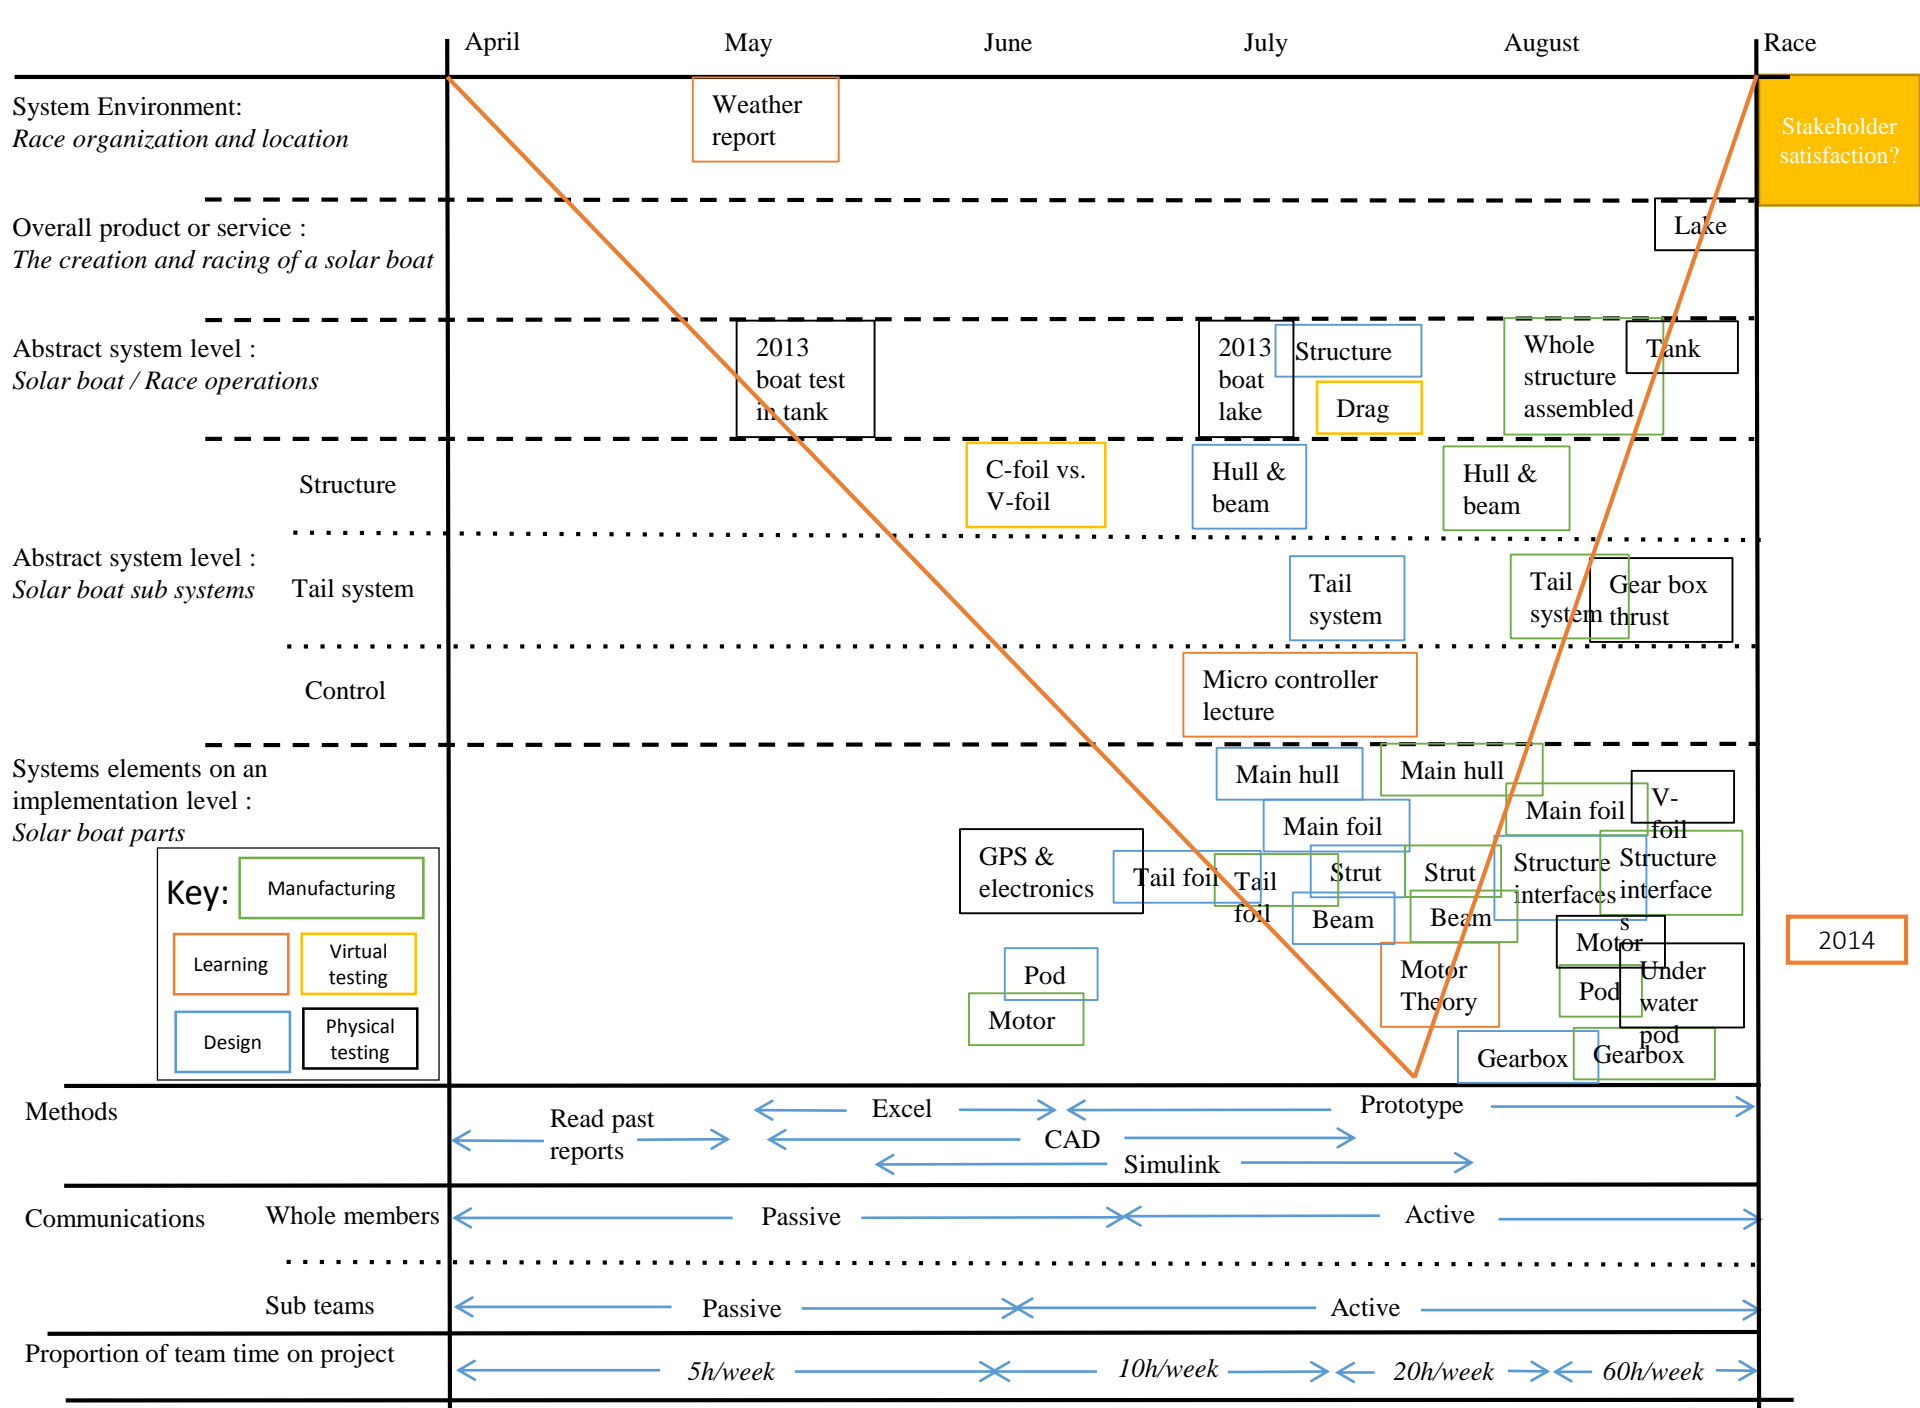 April
May
June
July
August
Race
System Environment:
Race organization and location
Weather
report
Stakeholder
satisfaction?
Overall product or service :
The creation and racing of a solar boat
Lake
Abstract system level :
Solar boat / Race operations
2013
boat test
in tank
2013
boat
lake
Structure
Drag
Whole
structure
assembled
Tank
Structure
C-foil vs.
V-foil
Hull &
beam
Hull &
beam
Abstract system level :
Solar boat sub systems
Tail system
Tail
system
Tail
system
Gear box
thrust
Control
Micro controller
lecture
Systems elements on an
implementation level :
Solar boat parts
Main hull
Main hull
Main foil
Main foil
V-
foil
GPS &
electronics
Tail foil
Tail
foil
Strut
Strut
Structure
interfaces
Structure
interface
s
Beam
Beam
Motor
Pod
Motor
Motor
Theory
Pod
Under
water
pod
Gearbox
Gearbox
Key:
Manufacturing
Learning
Virtual
testing
Design
Physical
testing
2014
Methods
Read past
reports
Excel
Prototype
CAD
Simulink
Communications
Whole members
Passive
Active
Sub teams
Passive
Active
Proportion of team time on project
5h/week
10h/week
20h/week
60h/week